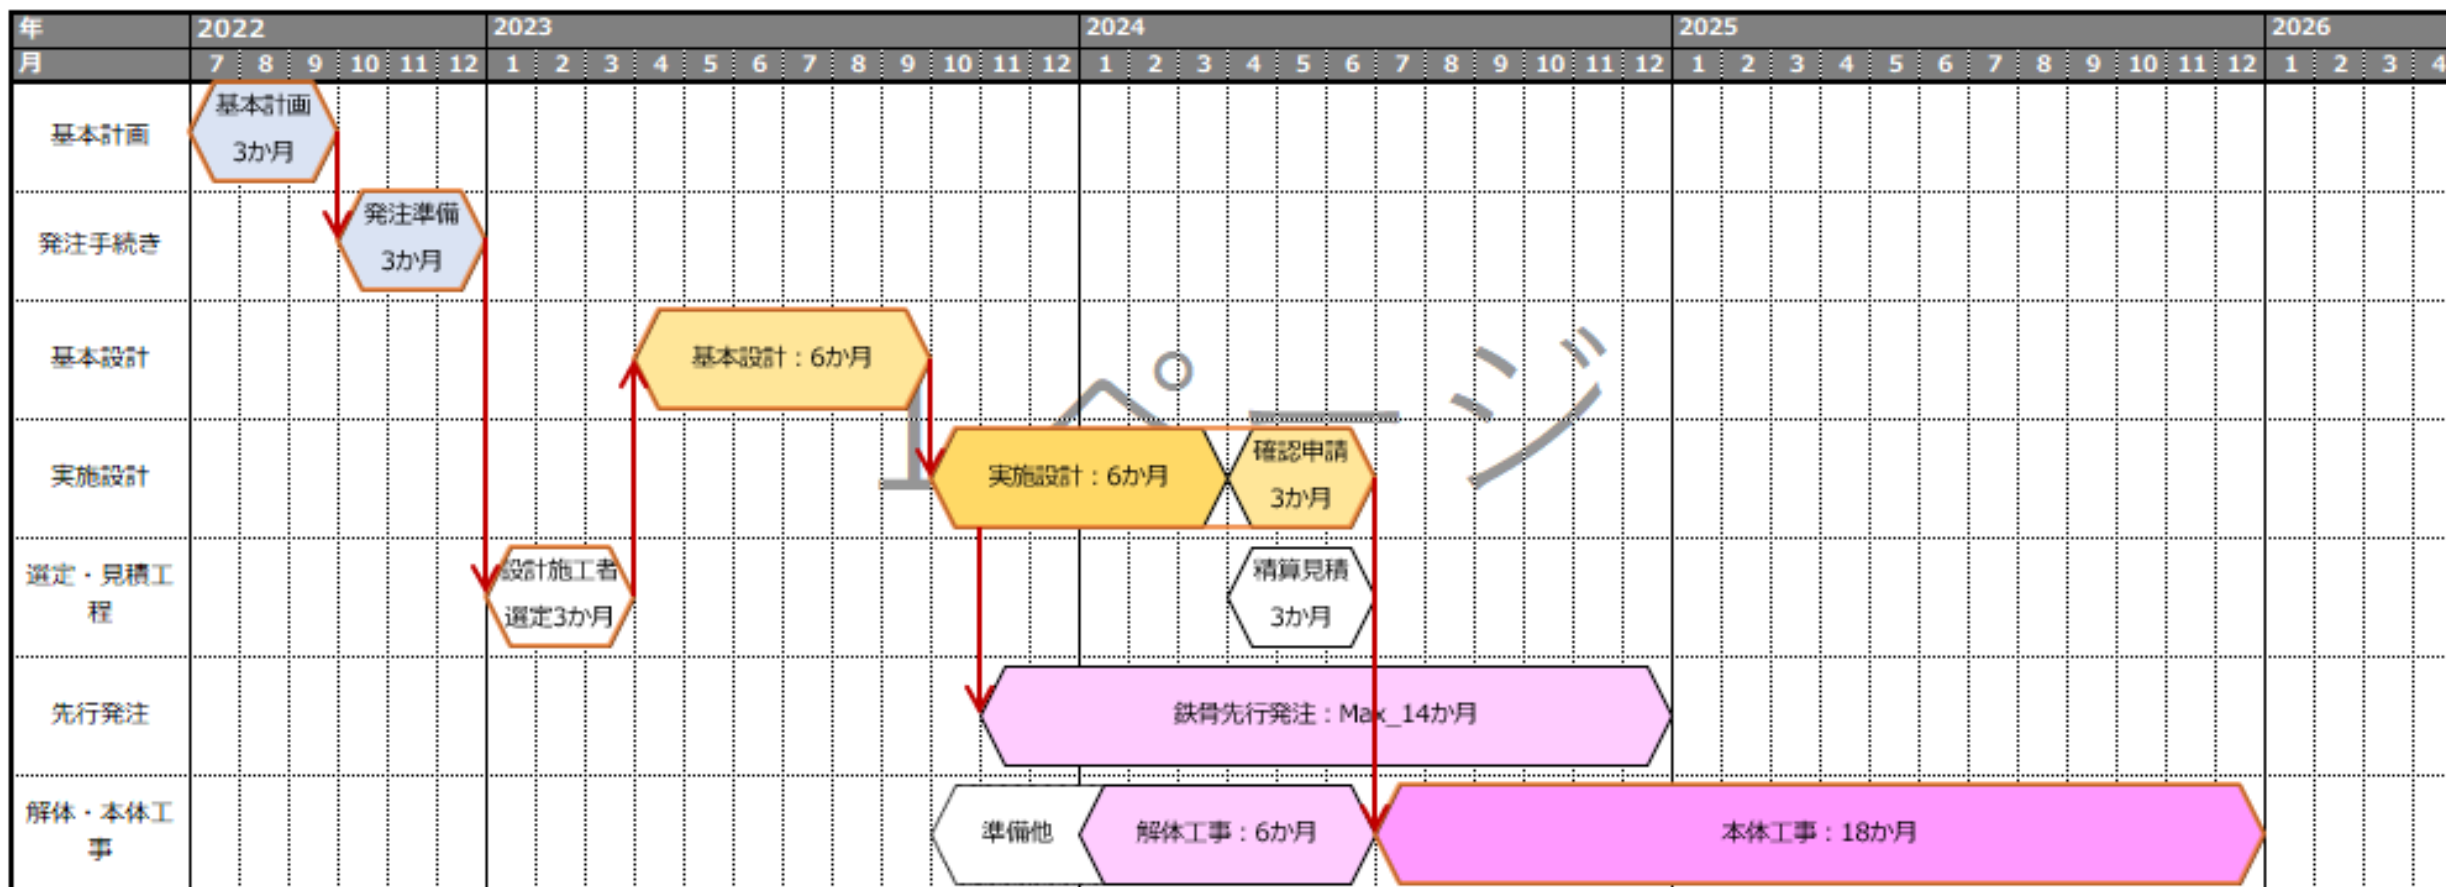 年 2022 2023 2024 2025 2026
月 7 8 9 10 11 12 1 2 3 4 5 6 7 8 9 10 11 12 1 2 3 4 5 6 7 8 9 10 11 12 1 2 3 4 5 6 7 8 9 10 11 12 1 2 3 4
基本計画
基本計画
3か月
発注手続き
発注準備
3か月
基本設計
基本設計：6か月
実施設計
実施設計：6か月
確認申請
3か月
選定・見積工
程
設計施工者
選定3か月
精算見積
3か月
先行発注
鉄骨先行発注：Max_14か月
解体・本体工
事
準備他
解体工事：6か月
本体工事：18か月
1 ページ